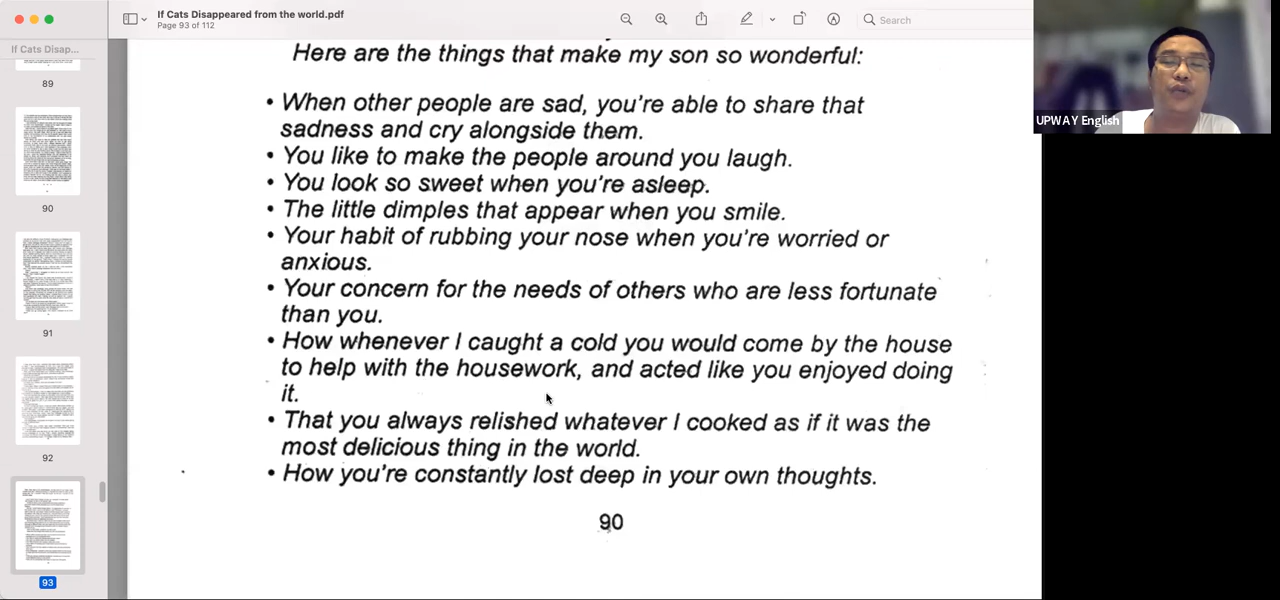 If Cats Disappeared from the world.pdf
Page 93 of 112
Search
If Cats Disap...
89
90
91
92
93
Here are the things that make my son so wonderful:
• When other people are sad, you're able to share that
sadness and cry alongside them.
• You like to make the people around you laugh.
• You look so sweet when you're asleep.
• The little dimples that appear when you smile.
• Your habit of rubbing your nose when you're worried or
anxious.
• Your concern for the needs of others who are less fortunate
than you.
• How whenever I caught a cold you would come by the house
to help with the housework, and acted like you enjoyed doing
it.
• That you always relished whatever I cooked as if it was the
most delicious thing in the world.
• How you're constantly lost deep in your own thoughts.
90
UPWAY English